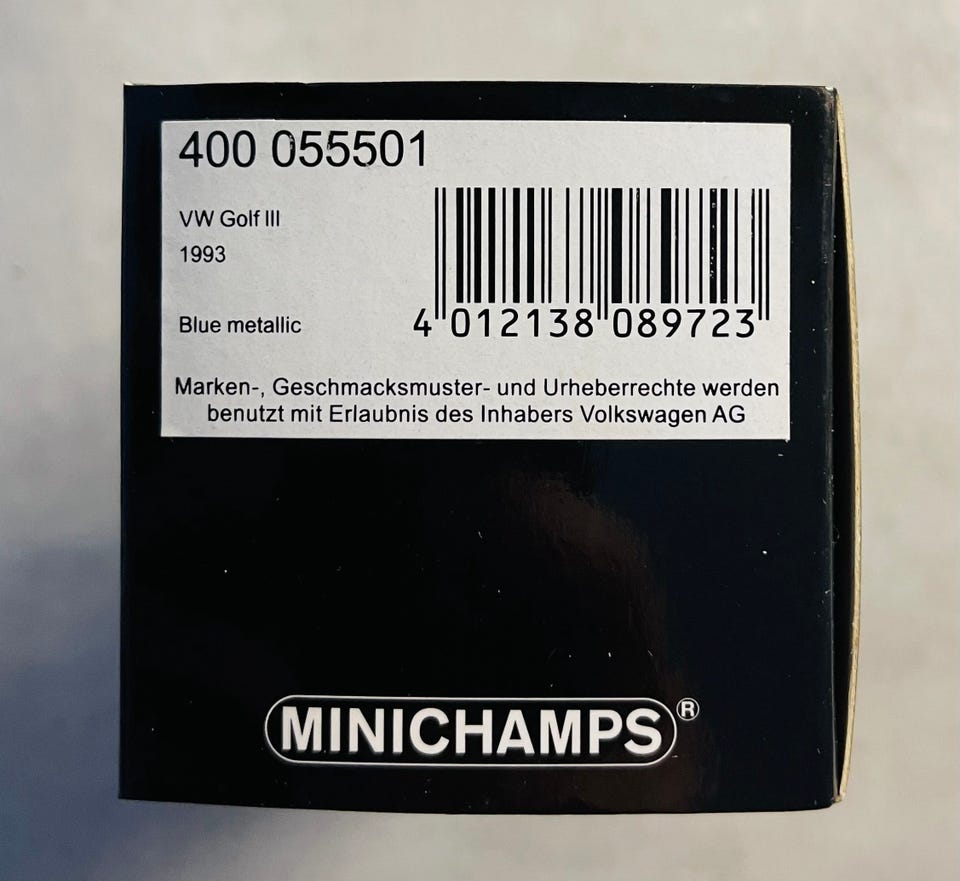 400 055501
VW Golf III
1993
Blue metallic
4 012138 089723
Marken-, Geschmacksmuster- und Urheberrechte werden
benutzt mit Erlaubnis des Inhabers Volkswagen AG
MINICHAMPS®